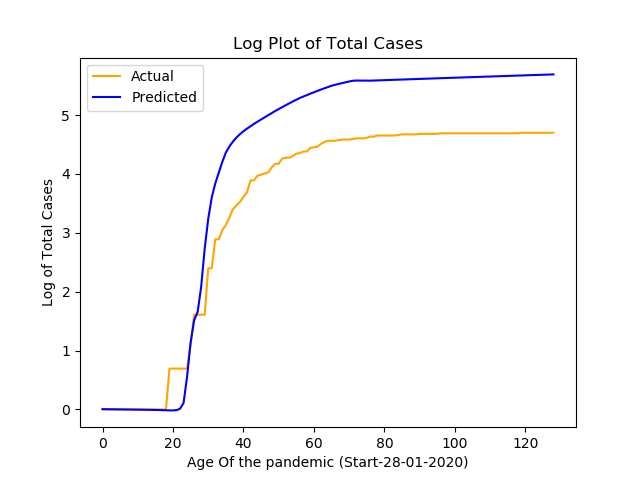 Log Plot of Total Cases
Actual
Predicted
Log of Total Cases
5
4
3
2
1
0
0 20 40 60 80 100 120
Age Of the pandemic (Start-28-01-2020)